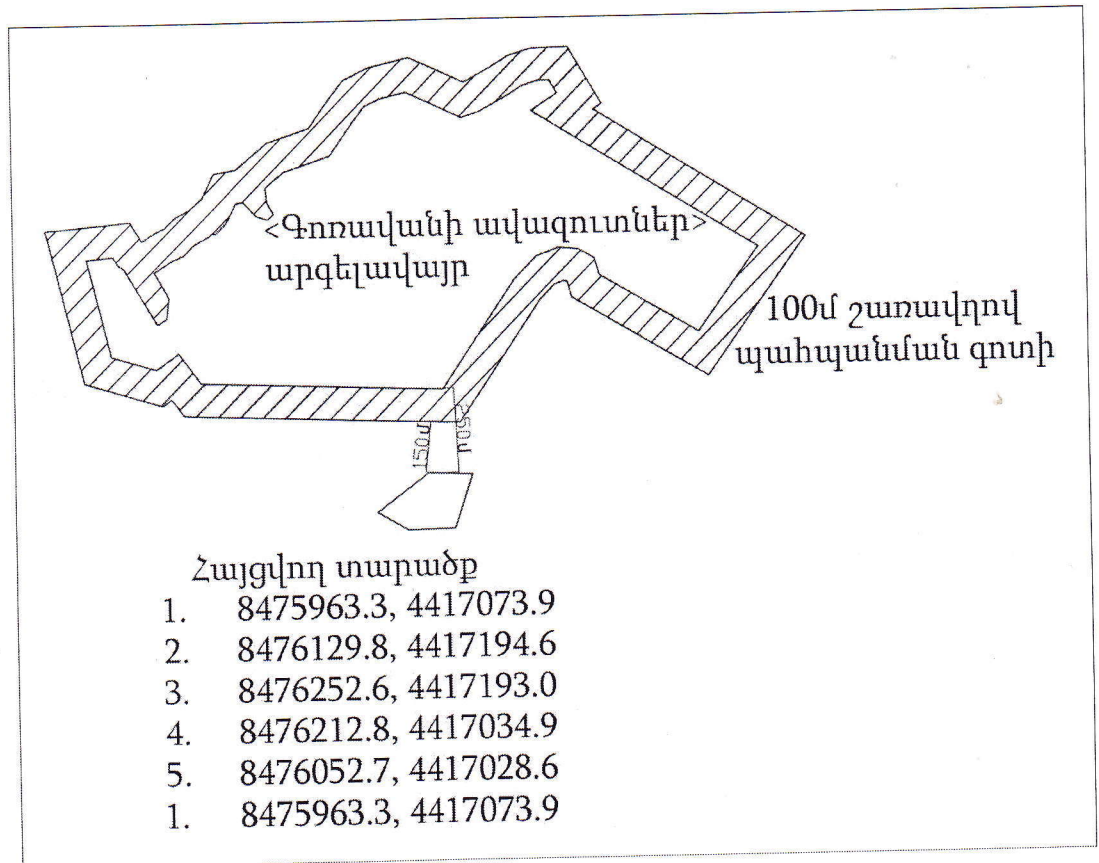 <Գոռավանի ավազուտներ>
արգելավայր
100մ շառավղով
պահպանման գոտի
150մ
150մ
Հայցվող տարածք
1. 8475963.3, 4417073.9
2. 8476129.8, 4417194.6
3. 8476252.6, 4417193.0
4. 8476212.8, 4417034.9
5. 8476052.7, 4417028.6
1. 8475963.3, 4417073.9